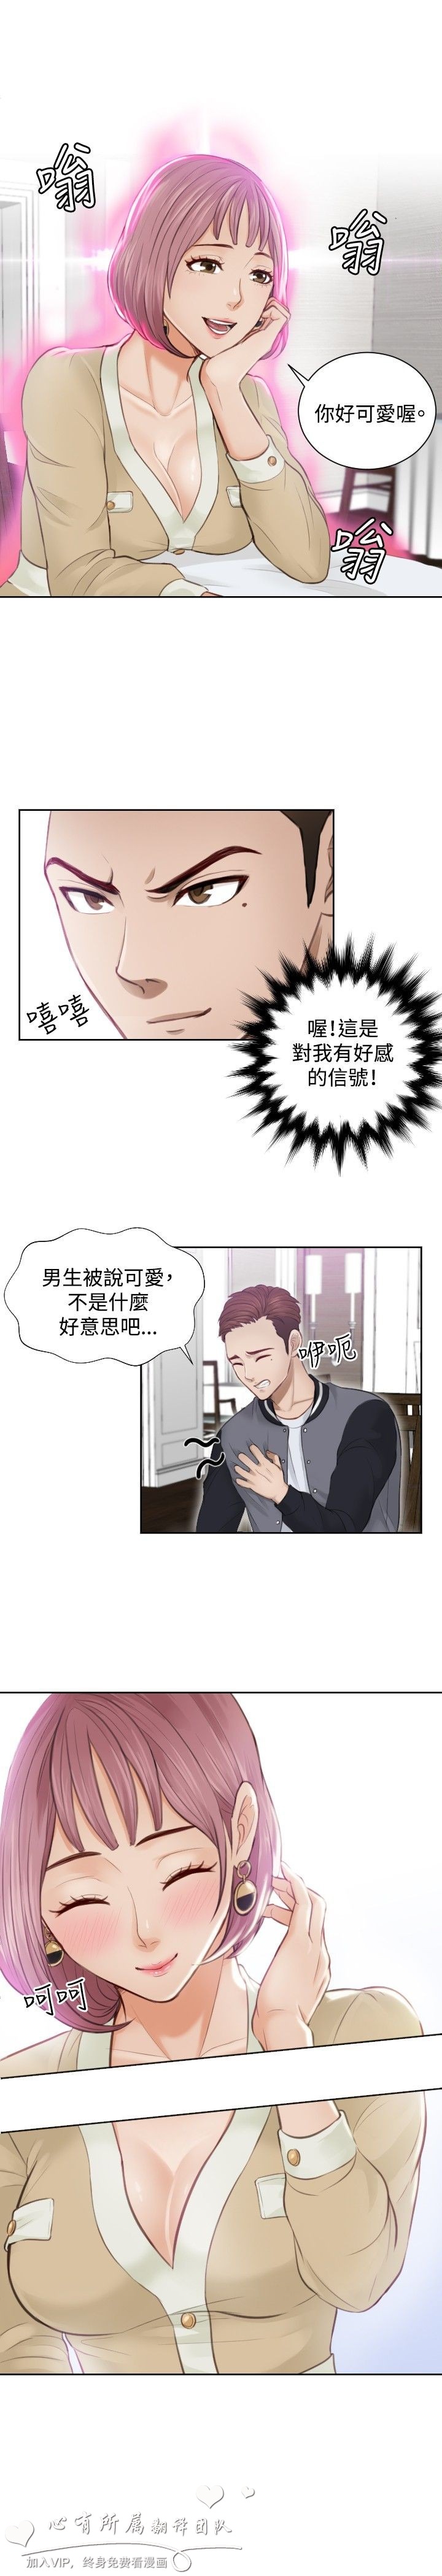 嗡
嗡
你好可愛喔。
嗡
嘻嘻
喔！這是
對我有好感
的信號！
男生被說可愛，
不是什麼
好意思吧…
咿呃
呵呵
心有所属翻译团队
加入VIP，终身免费看漫画